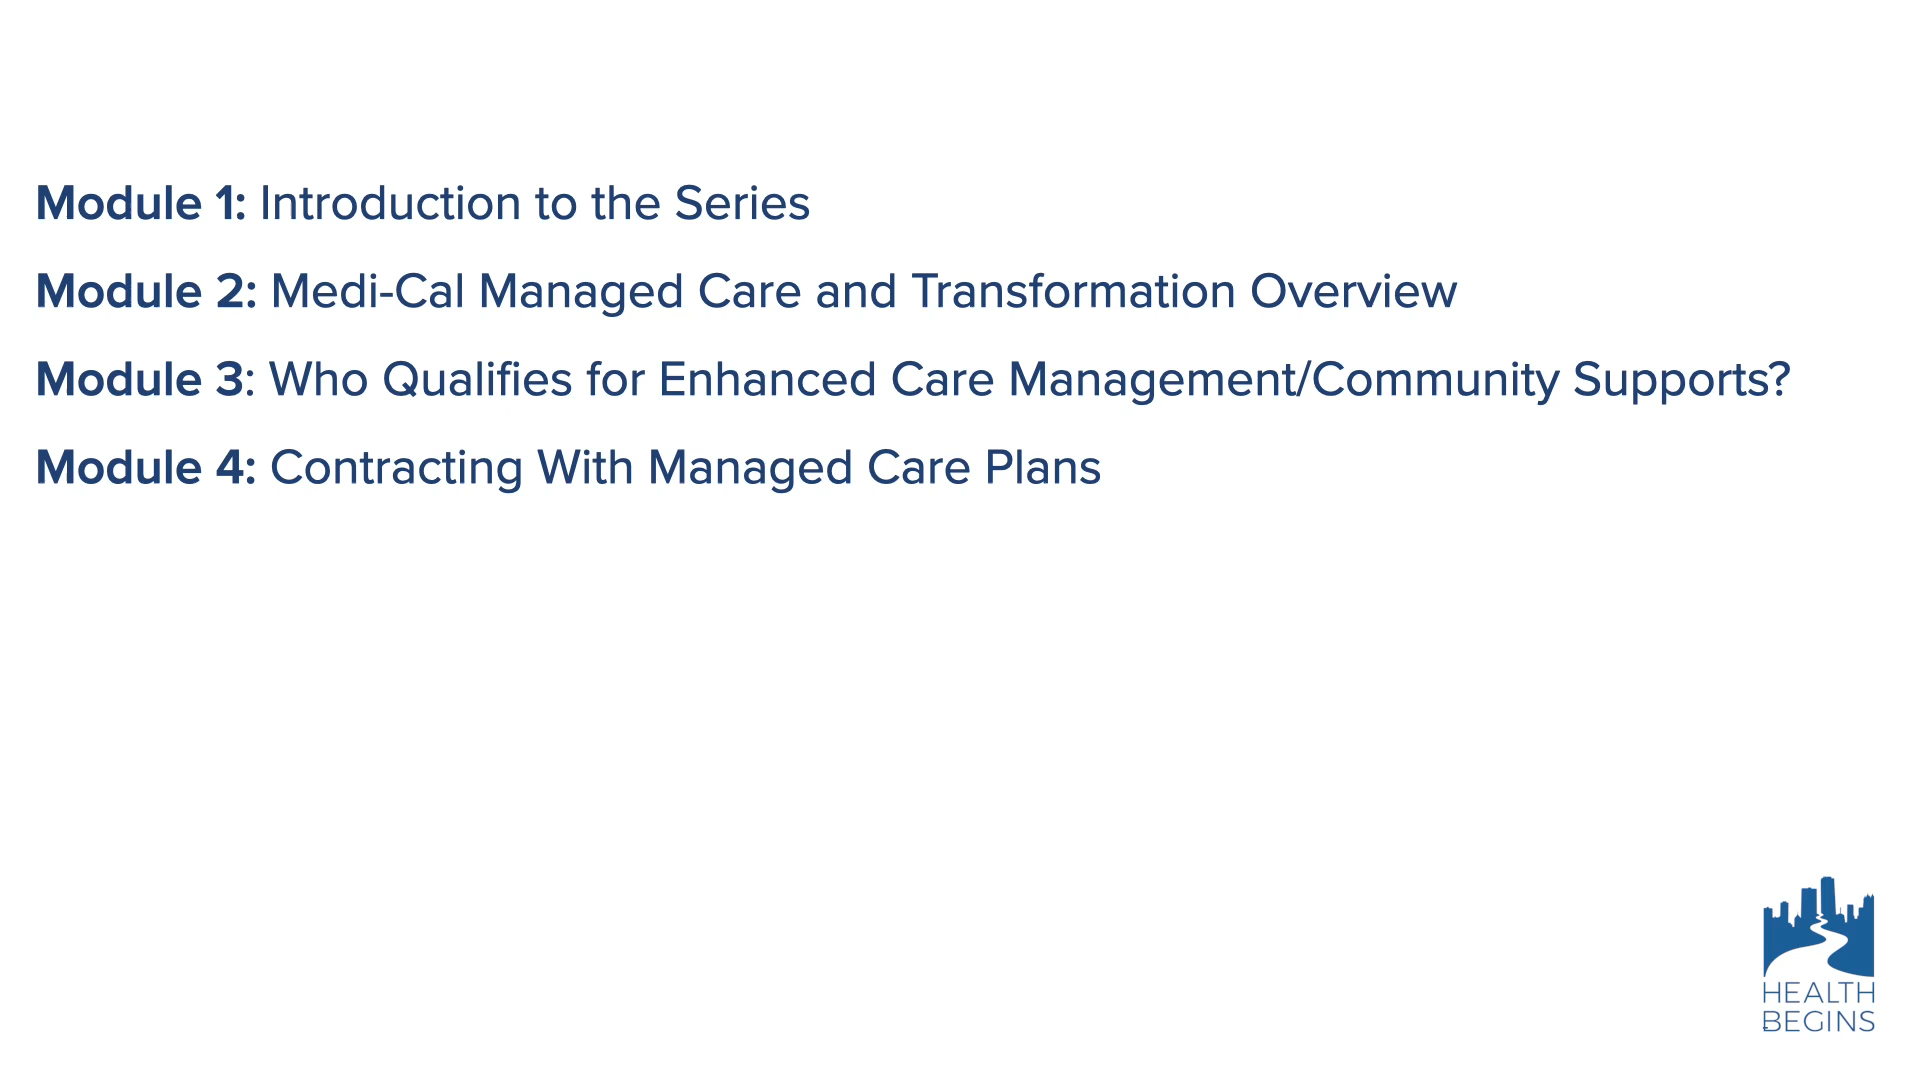 Module 1: Introduction to the Series
Module 2: Medi-Cal Managed Care and Transformation Overview
Module 3: Who Qualifies for Enhanced Care Management/Community Supports?
Module 4: Contracting With Managed Care Plans
HEALTH
BEGINS